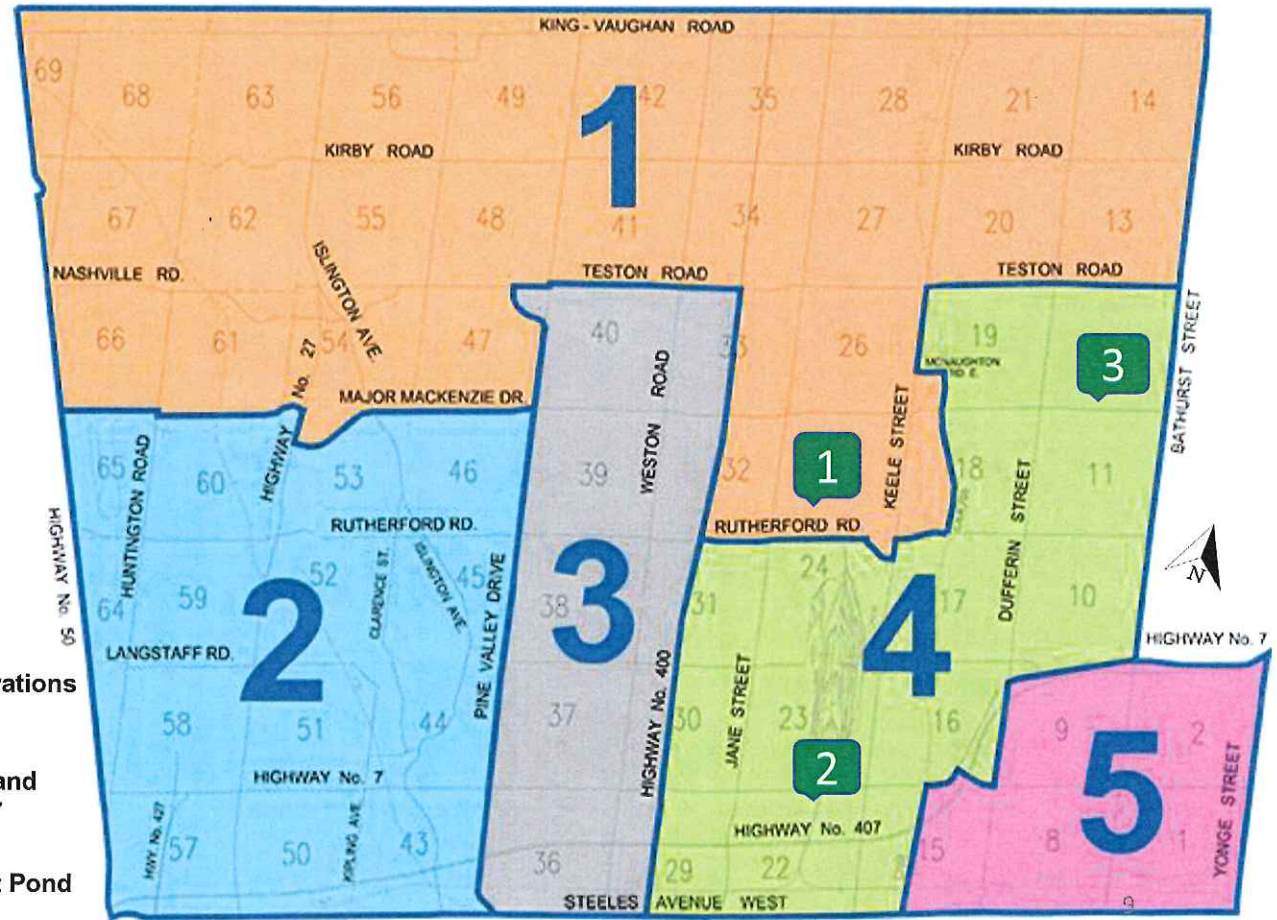 KING - VAUGHAN ROAD
69
68
63
56
49
42
35
28
21
14
1
KIRBY ROAD
KIRBY ROAD
67
62
55
48
41
34
27
20
13
NASHVILLE RD.
ISLINGTON AVE.
TESTON ROAD
TESTON ROAD
66
61
54
47
40
33
26
19
3
No. 27
MCNAUGHTON
RD. E.
BATHURST STREET
MAJOR MACKENZIE DR.
WESTON ROAD
KEELE STREET
65
HUNTINGTON ROAD
60
HIGHWAY
53
46
39
32
1
18
11
RUTHERFORD RD.
RUTHERFORD RD.
DUFFERIN STREET
HIGHWAY No. 50
64
59
2
52
CLARENCE ST.
ISLINGTON AVE.
45
PINE VALLEY DRIVE
38
3
31
24
4
17
10
N
LANGSTAFF RD.
HIGHWAY No. 7
rations
58
51
44
37
HIGHWAY No. 400
30
JANE STREET
23
2
16
9
5
2
YONGE STREET
and
HIGHWAY No. 7
HWY No. 427
57
50
KIPLING AVE
43
36
29
22
HIGHWAY No. 407
15
8
1
t Pond
STEELES AVENUE WEST